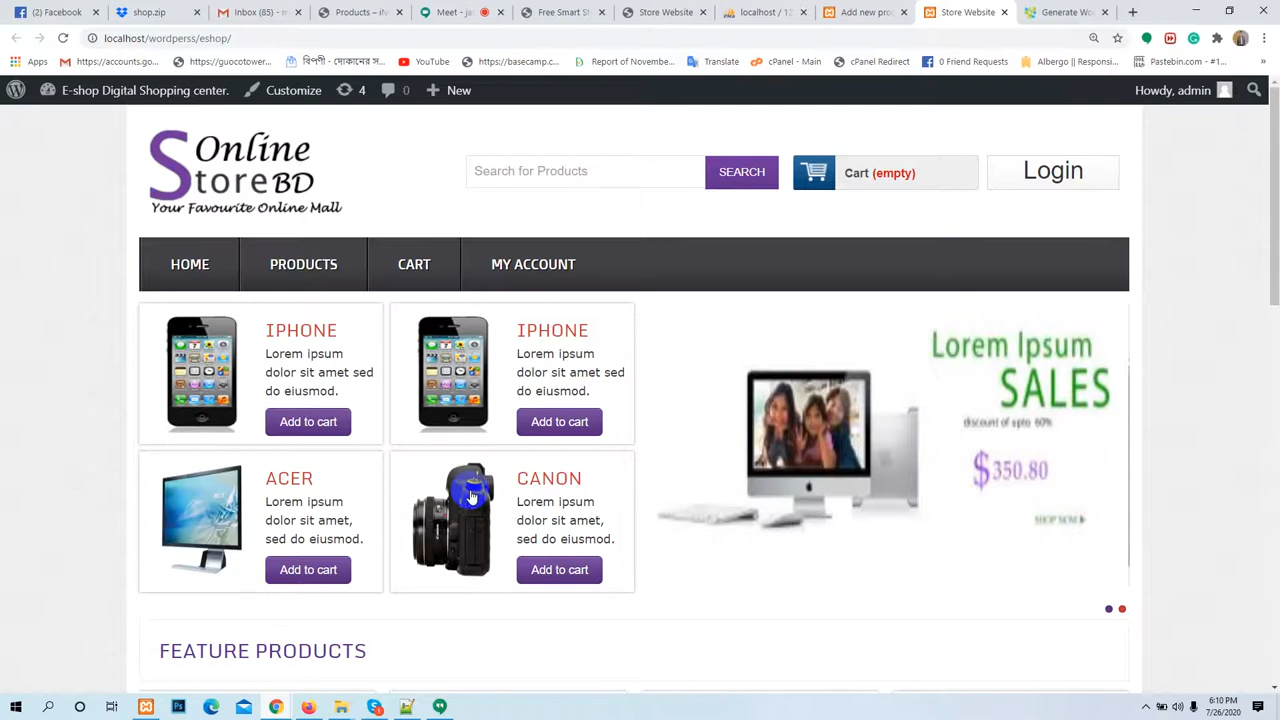 (2) Facebook
shop.zip
Inbox (85) - m
Products – ifv
Meet -
Free Smart S
Store Website
localhost / 12
Add new pro
Store Website
Generate Wo
localhost/wordperss/eshop/
Apps
https://accounts.go...
https://guocotower...
বিপণী - দোকানের স...
YouTube
https://basecamp.c...
Report of Novembe...
Translate
cPanel - Main
cPanel Redirect
0 Friend Requests
Albergo || Responsi...
Pastebin.com - #1...
E-shop Digital Shopping center.
Customize
4
0
New
Howdy, admin
Online
Store BD
Your Favourite Online Mall
Search for Products
SEARCH
Cart (empty)
Login
HOME
PRODUCTS
CART
MY ACCOUNT
IPHONE
Lorem ipsum
dolor sit amet sed
do eiusmod.
Add to cart
IPHONE
Lorem ipsum
dolor sit amet sed
do eiusmod.
Add to cart
Lorem Ipsum
SALES
discount of upto 60%
$350.80
SHOP NOW
ACER
Lorem ipsum
dolor sit amet,
sed do eiusmod.
Add to cart
CANON
Lorem ipsum
dolor sit amet,
sed do eiusmod.
Add to cart
FEATURE PRODUCTS
6:10 PM
7/26/2020